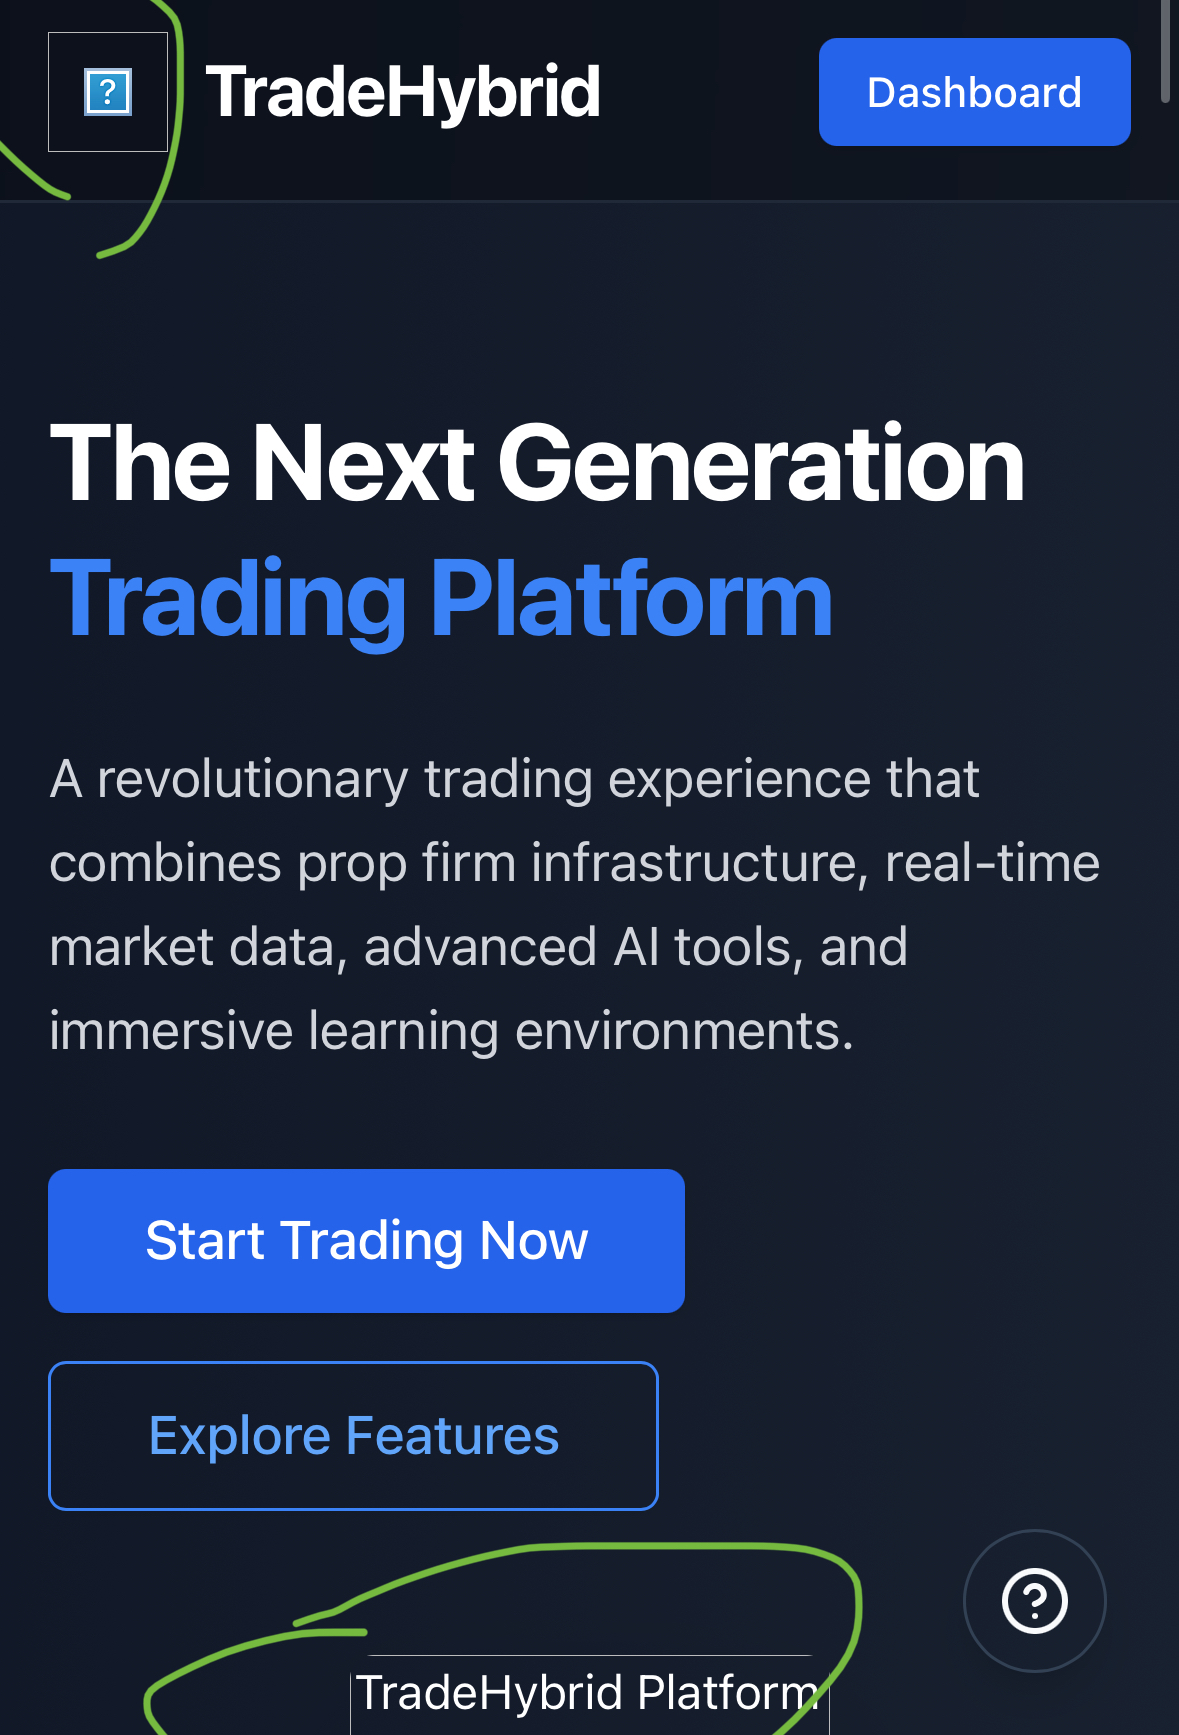 TradeHybrid
Dashboard
The Next Generation
Trading Platform
A revolutionary trading experience that
combines prop firm infrastructure, real-time
market data, advanced AI tools, and
immersive learning environments.
Start Trading Now
Explore Features
TradeHybrid Platform